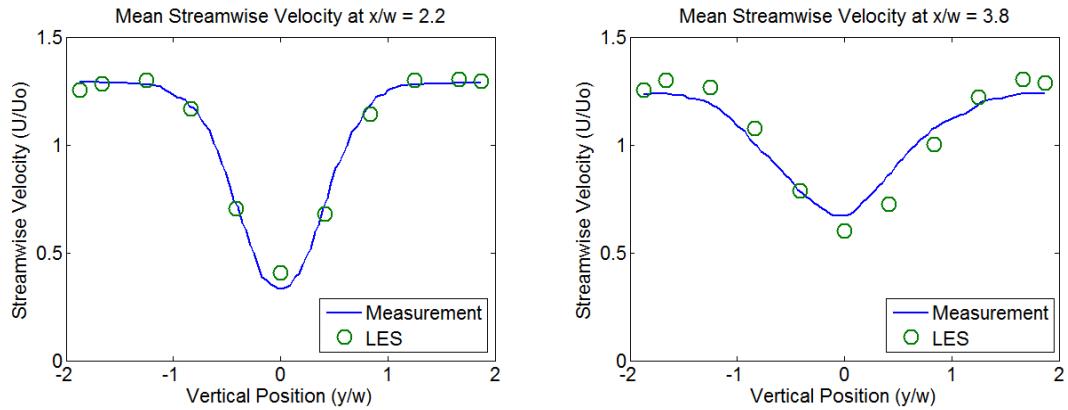 Mean Streamwise Velocity at x/w = 2.2
1.5
1
0.5
0
Streamwise Velocity (U/Uo)
-2 -1 0 1 2
Vertical Position (y/w)
Measurement
LES
Mean Streamwise Velocity at x/w = 3.8
1.5
1
0.5
0
Streamwise Velocity (U/Uo)
-2 -1 0 1 2
Vertical Position (y/w)
Measurement
LES